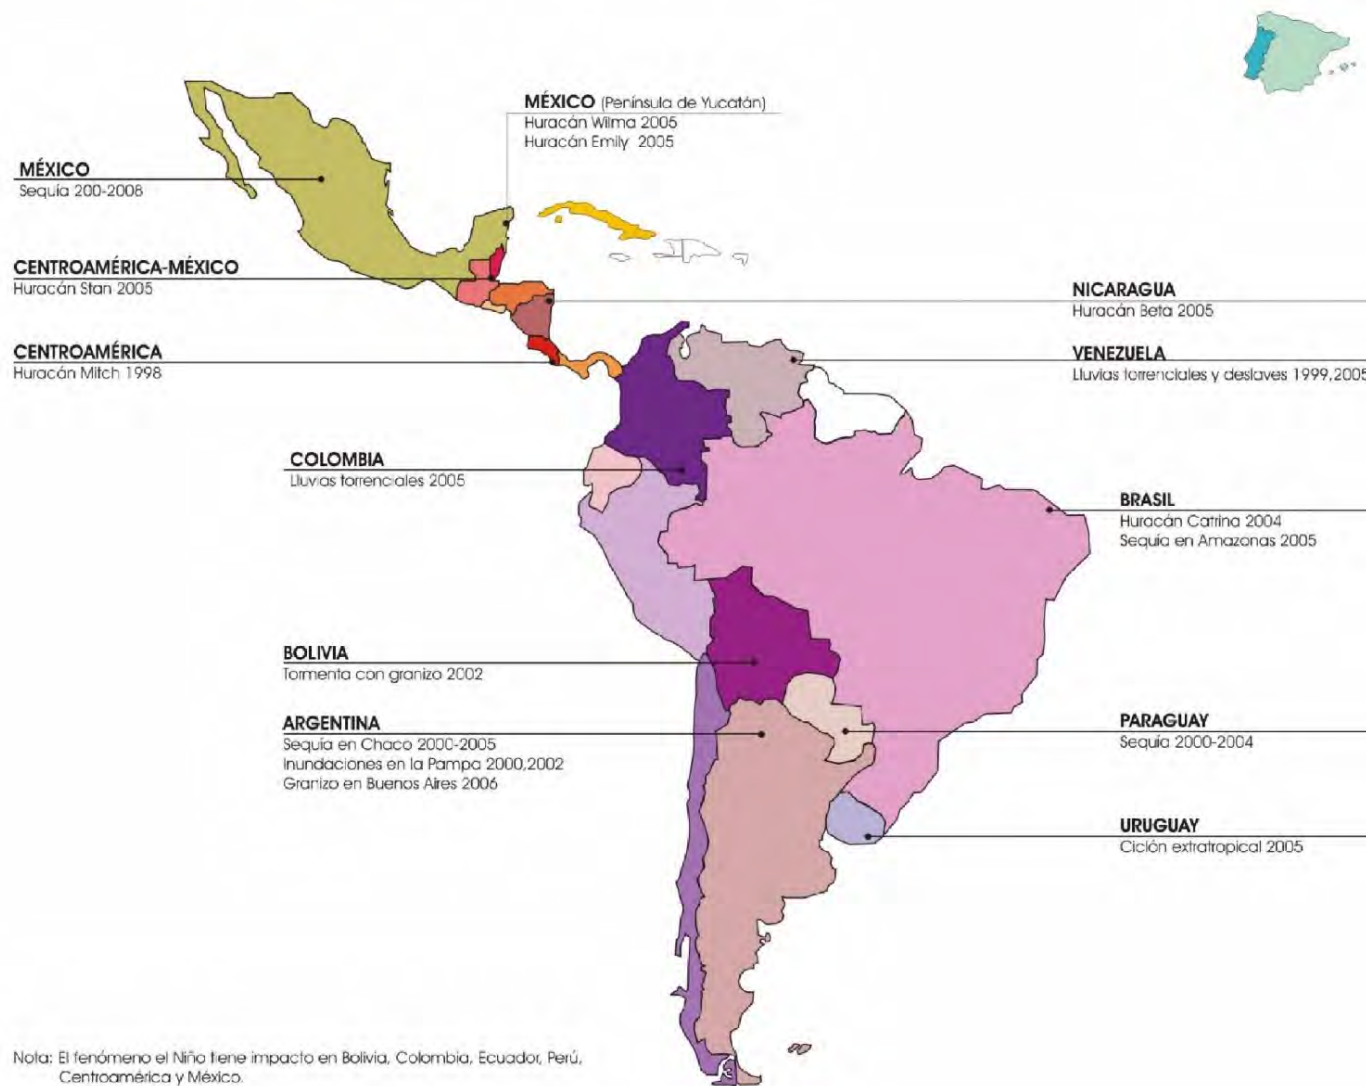 MÉXICO (Península de Yucatán)
Huracán Wilma 2005
Huracán Emily 2005
MÉXICO
Sequía 200-2008
CENTROAMÉRICA-MÉXICO
Huracán Stan 2005
NICARAGUA
Huracán Beta 2005
CENTROAMÉRICA
Huracán Mitch 1998
VENEZUELA
Lluvias torrenciales y deslaves 1999,2005
COLOMBIA
Lluvias torrenciales 2005
BRASIL
Huracán Catrina 2004
Sequía en Amazonas 2005
BOLIVIA
Tormenta con granizo 2002
ARGENTINA
Sequía en Chaco 2000-2005
Inundaciones en la Pampa 2000,2002
Granizo en Buenos Aires 2006
PARAGUAY
Sequía 2000-2004
URUGUAY
Ciclón extratropical 2005
Nota: El fenómeno el Niño tiene impacto en Bolivia, Colombia, Ecuador, Perú,
Centroamérica y México.